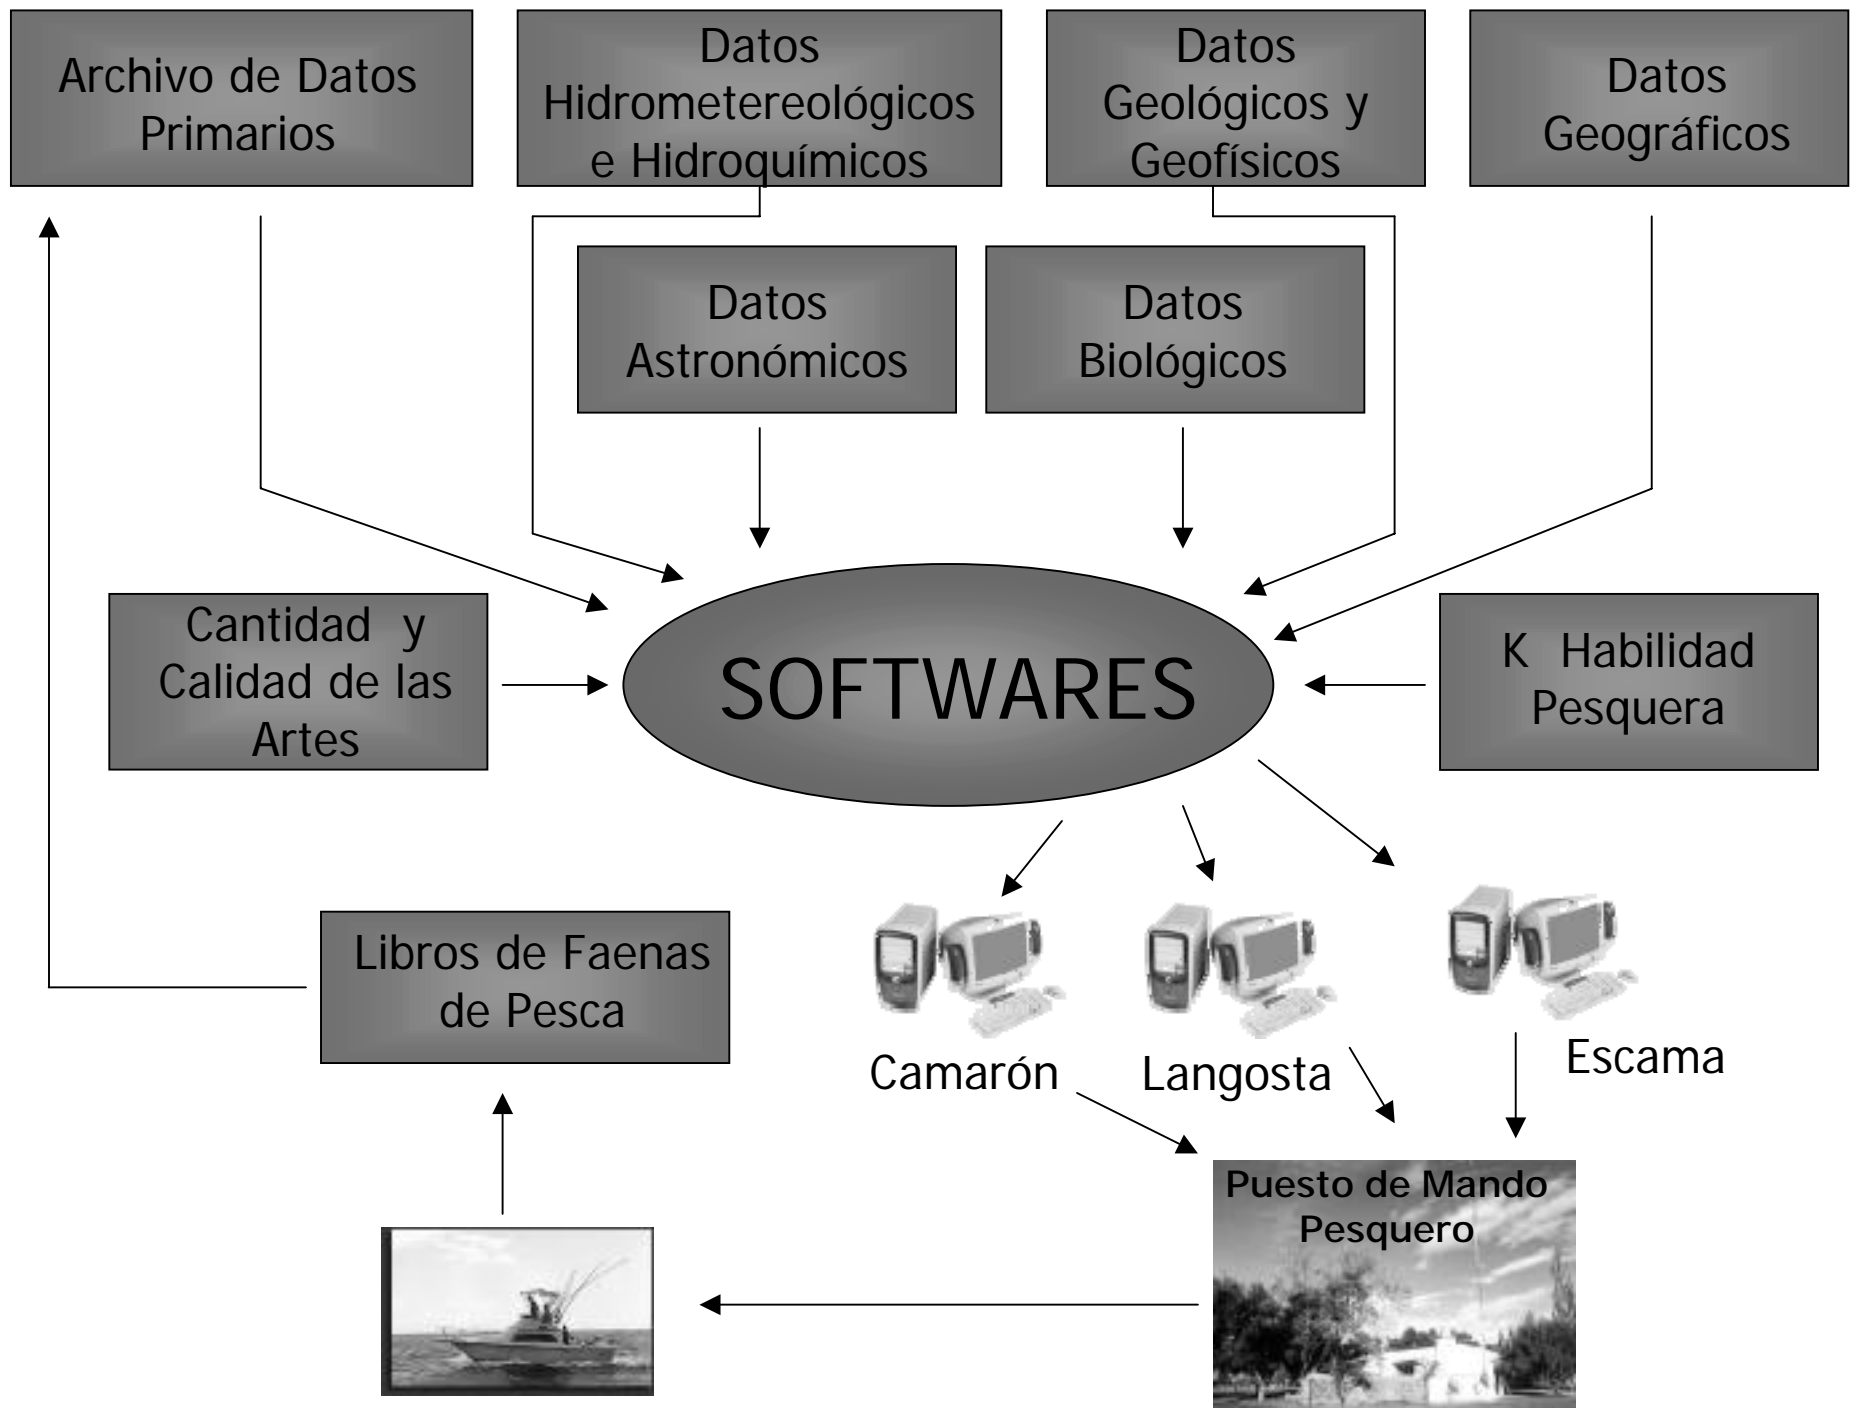 Archivo de Datos
Primarios
Datos
Hidrometereológicos
e Hidroquímicos
Datos
Geológicos y
Geofísicos
Datos
Geográficos
Datos
Astronómicos
Datos
Biológicos
Cantidad y
Calidad de las
Artes
SOFTWARES
K Habilidad
Pesquera
Libros de Faenas
de Pesca
Camarón
Langosta
Escama
Puesto de Mando
Pesquero